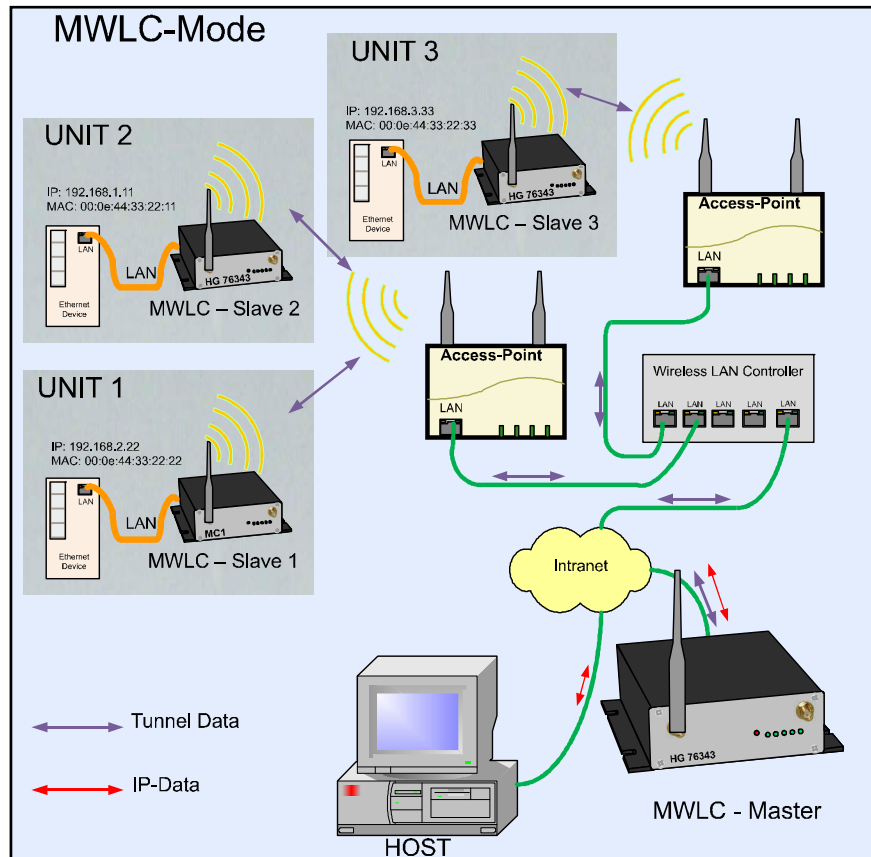 MWLC-Mode
UNIT 3
IP: 192.168.3.33
MAC: 00:0e:44:33:22:33
LAN
Ethernet
Device
LAN
HG 76343
MWLC – Slave 3
UNIT 2
IP: 192.168.1.11
MAC: 00:0e:44:33:22:11
LAN
Ethernet
Device
LAN
HG 76343
MWLC – Slave 2
Access-Point
LAN
Access-Point
LAN
UNIT 1
IP: 192.168.2.22
MAC: 00:0e:44:33:22:22
LAN
Ethernet
Device
LAN
MC1
MWLC – Slave 1
Wireless LAN Controller
LAN LAN LAN LAN LAN
Intranet
Tunnel Data
IP-Data
HOST
HG 76343
MWLC - Master